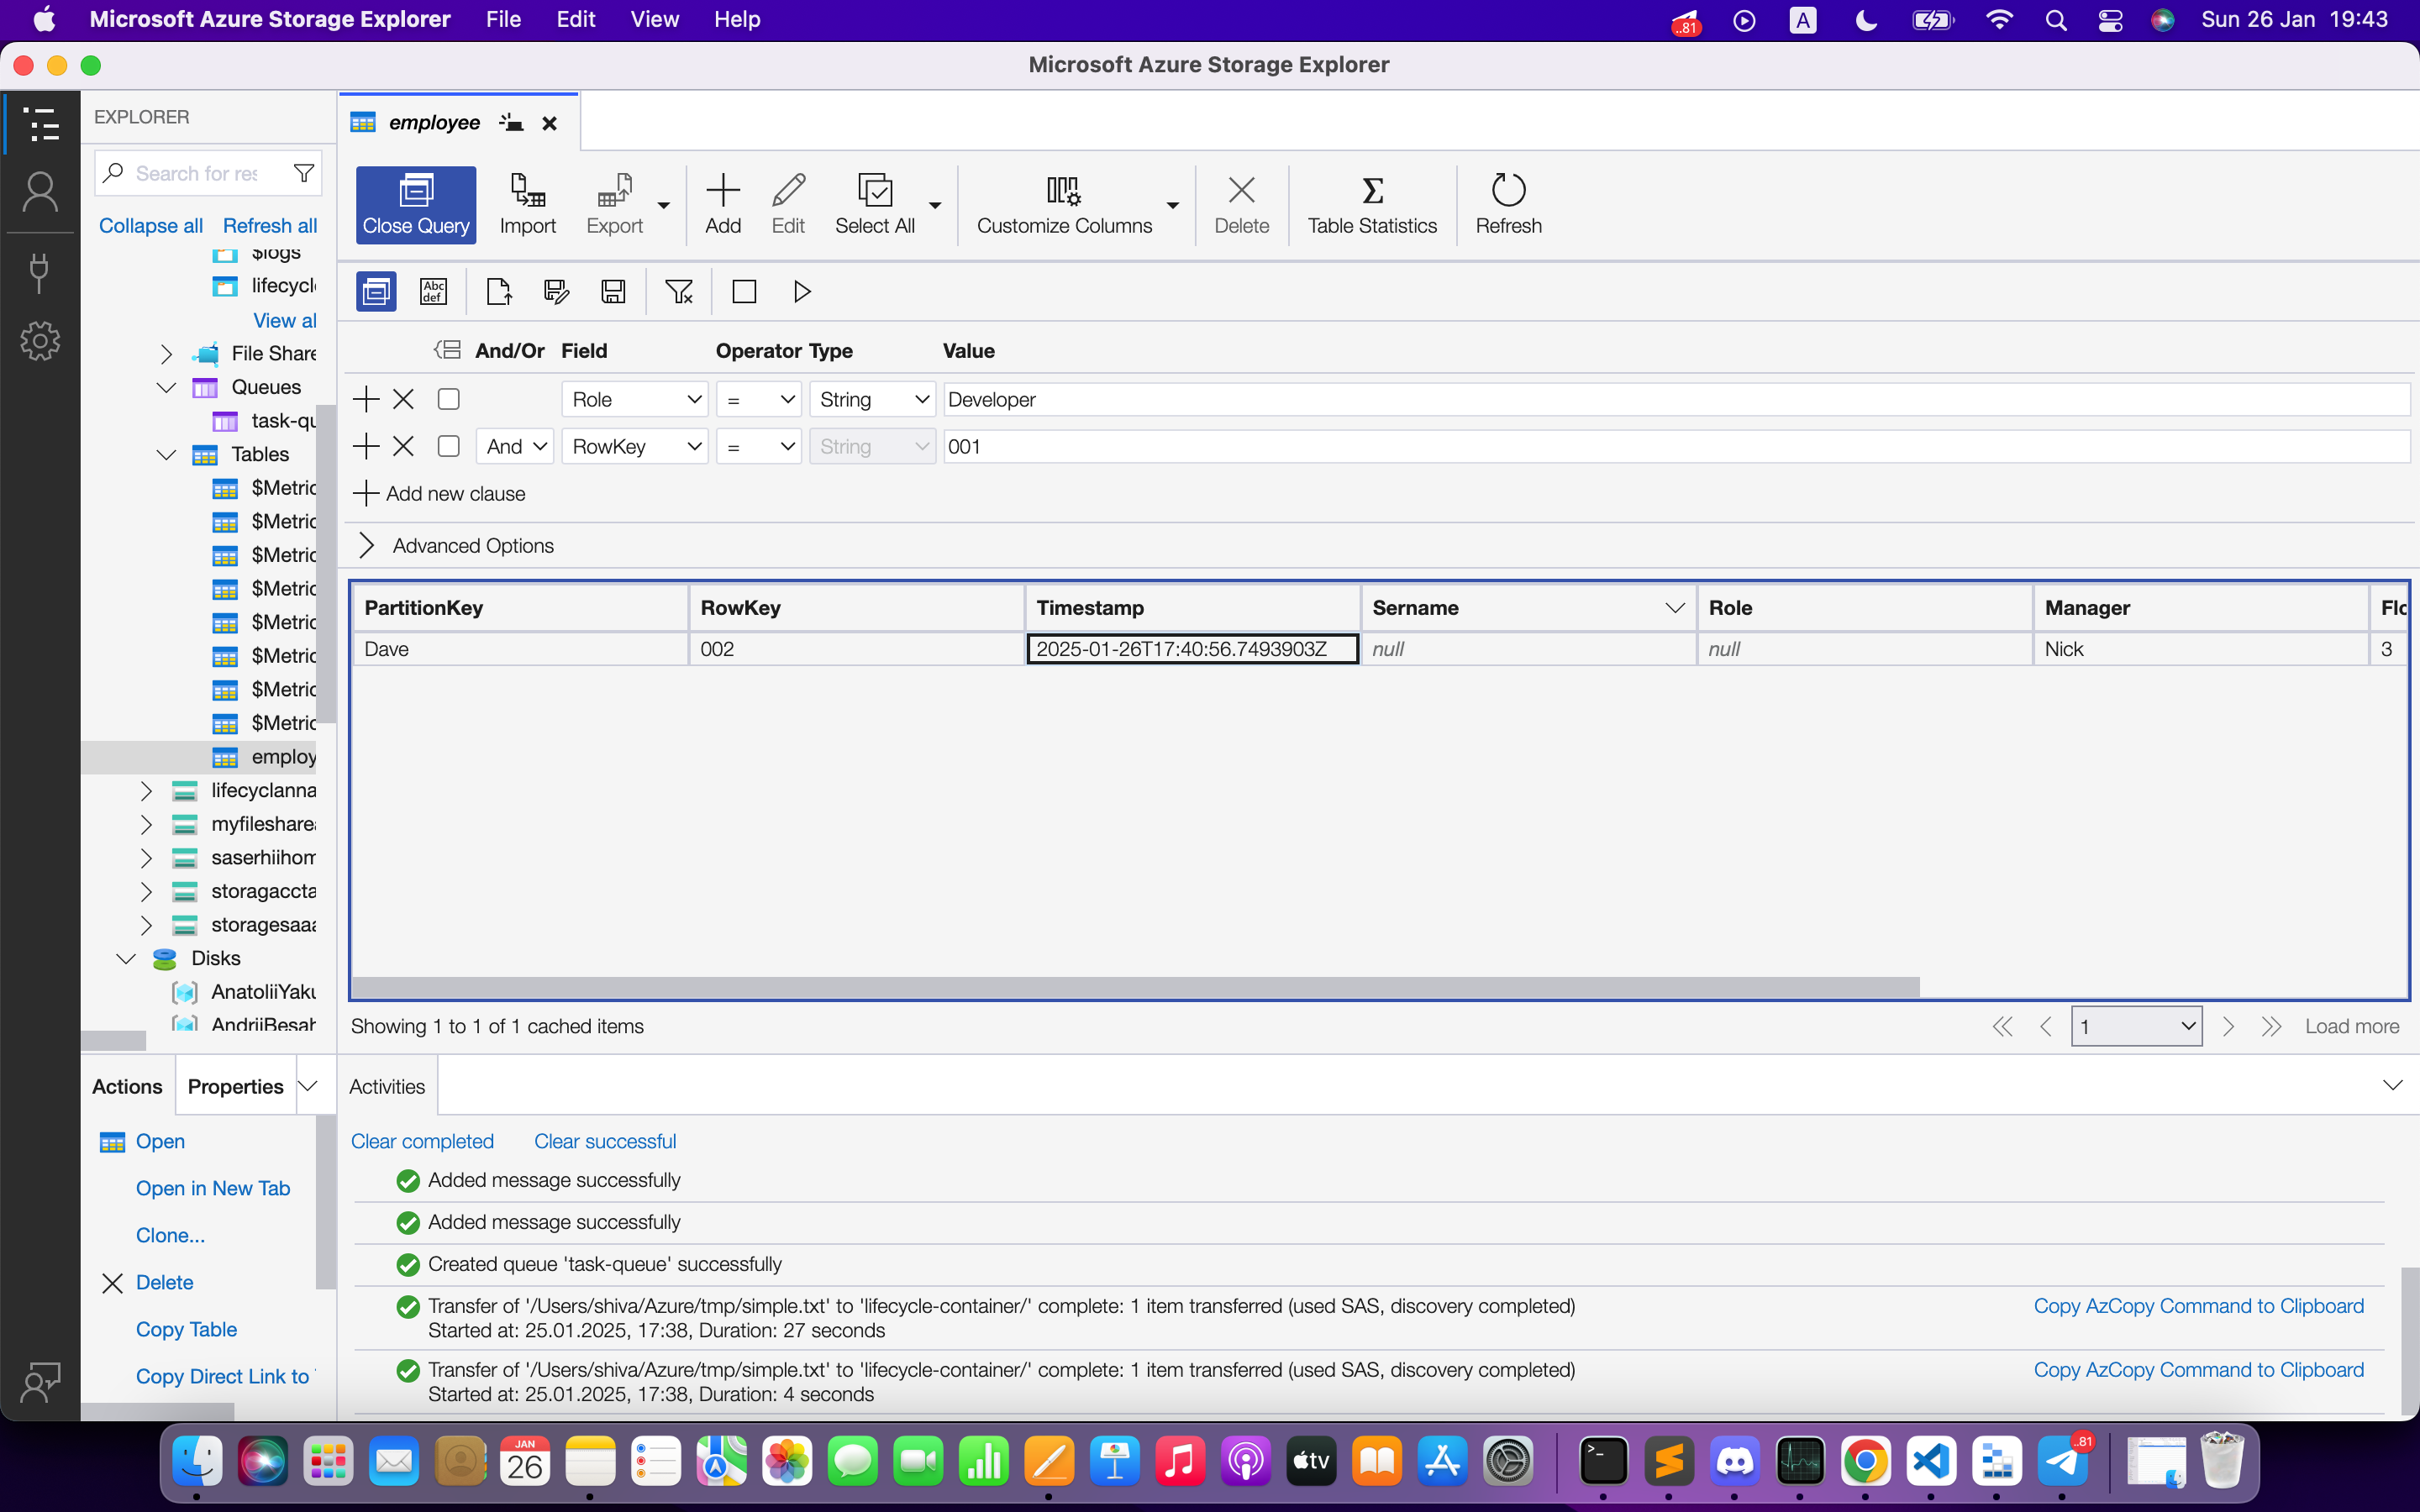 Microsoft Azure Storage Explorer File Edit View Help ..81 A Sun 26 Jan 19:43
Microsoft Azure Storage Explorer
EXPLORER
employee
Search for res
Collapse all Refresh all
Close Query Import Export Add Edit Select All Customize Columns Delete Table Statistics Refresh
Abc
def
$logs
lifecycl
View al
File Share
Queues
task-qu
Tables
$Metric
$Metric
$Metric
$Metric
$Metric
$Metric
$Metric
$Metric
employ
lifecyclanna
myfileshare
saserhiihom
storagaccta
storagesaaa
Disks
AnatoliiYaku
AndriiBesah
And/Or Field Operator Type Value
Role = String Developer
And RowKey = String 001
Add new clause
Advanced Options
PartitionKey RowKey Timestamp Sername Role Manager Flo
Dave 002 2025-01-26T17:40:56.7493903Z null null Nick 3
Showing 1 to 1 of 1 cached items
1 Load more
Actions Properties
Open
Open in New Tab
Clone...
Delete
Copy Table
Copy Direct Link to
Activities
Clear completed Clear successful
Added message successfully
Added message successfully
Created queue 'task-queue' successfully
Transfer of '/Users/shiva/Azure/tmp/simple.txt' to 'lifecycle-container/' complete: 1 item transferred (used SAS, discovery completed) Copy AzCopy Command to Clipboard
Started at: 25.01.2025, 17:38, Duration: 27 seconds
Transfer of '/Users/shiva/Azure/tmp/simple.txt' to 'lifecycle-container/' complete: 1 item transferred (used SAS, discovery completed) Copy AzCopy Command to Clipboard
Started at: 25.01.2025, 17:38, Duration: 4 seconds
JAN
26
tv
..81